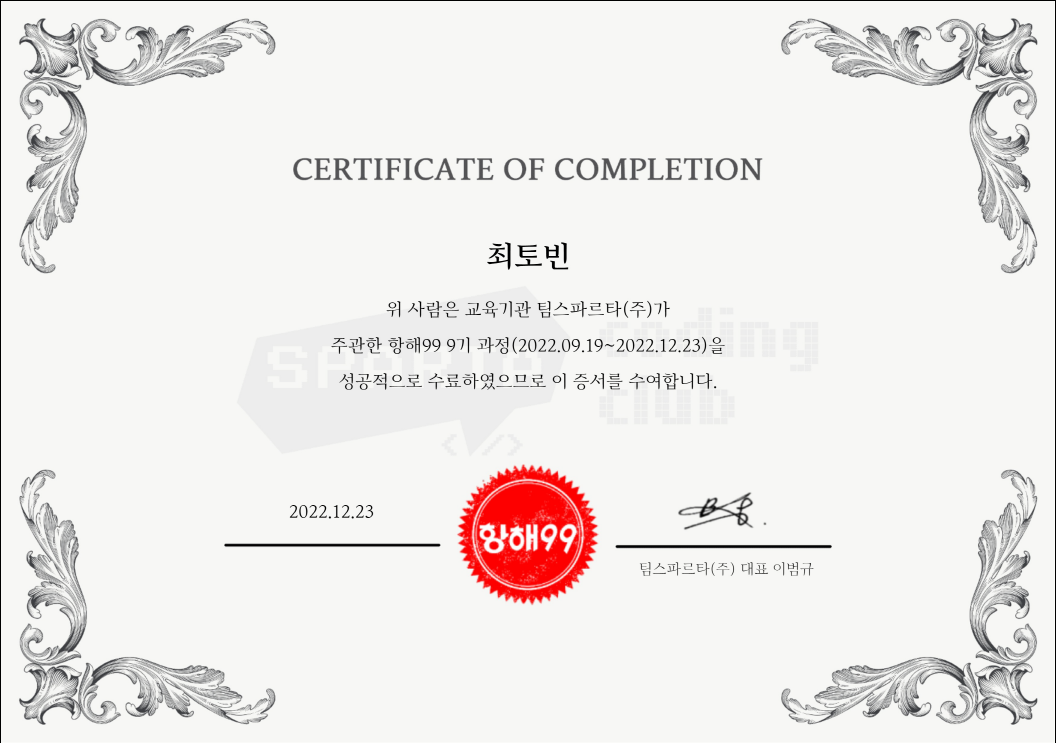 CERTIFICATE OF COMPLETION
최토빈
위 사람은 교육기관 팀스파르타(주)가
주관한 항해99 9기 과정(2022.09.19~2022.12.23)을
성공적으로 수료하였으므로 이 증서를 수여합니다.
SPARTA coding
club
</>
2022.12.23
항해99
팀스파르타(주) 대표 이범규